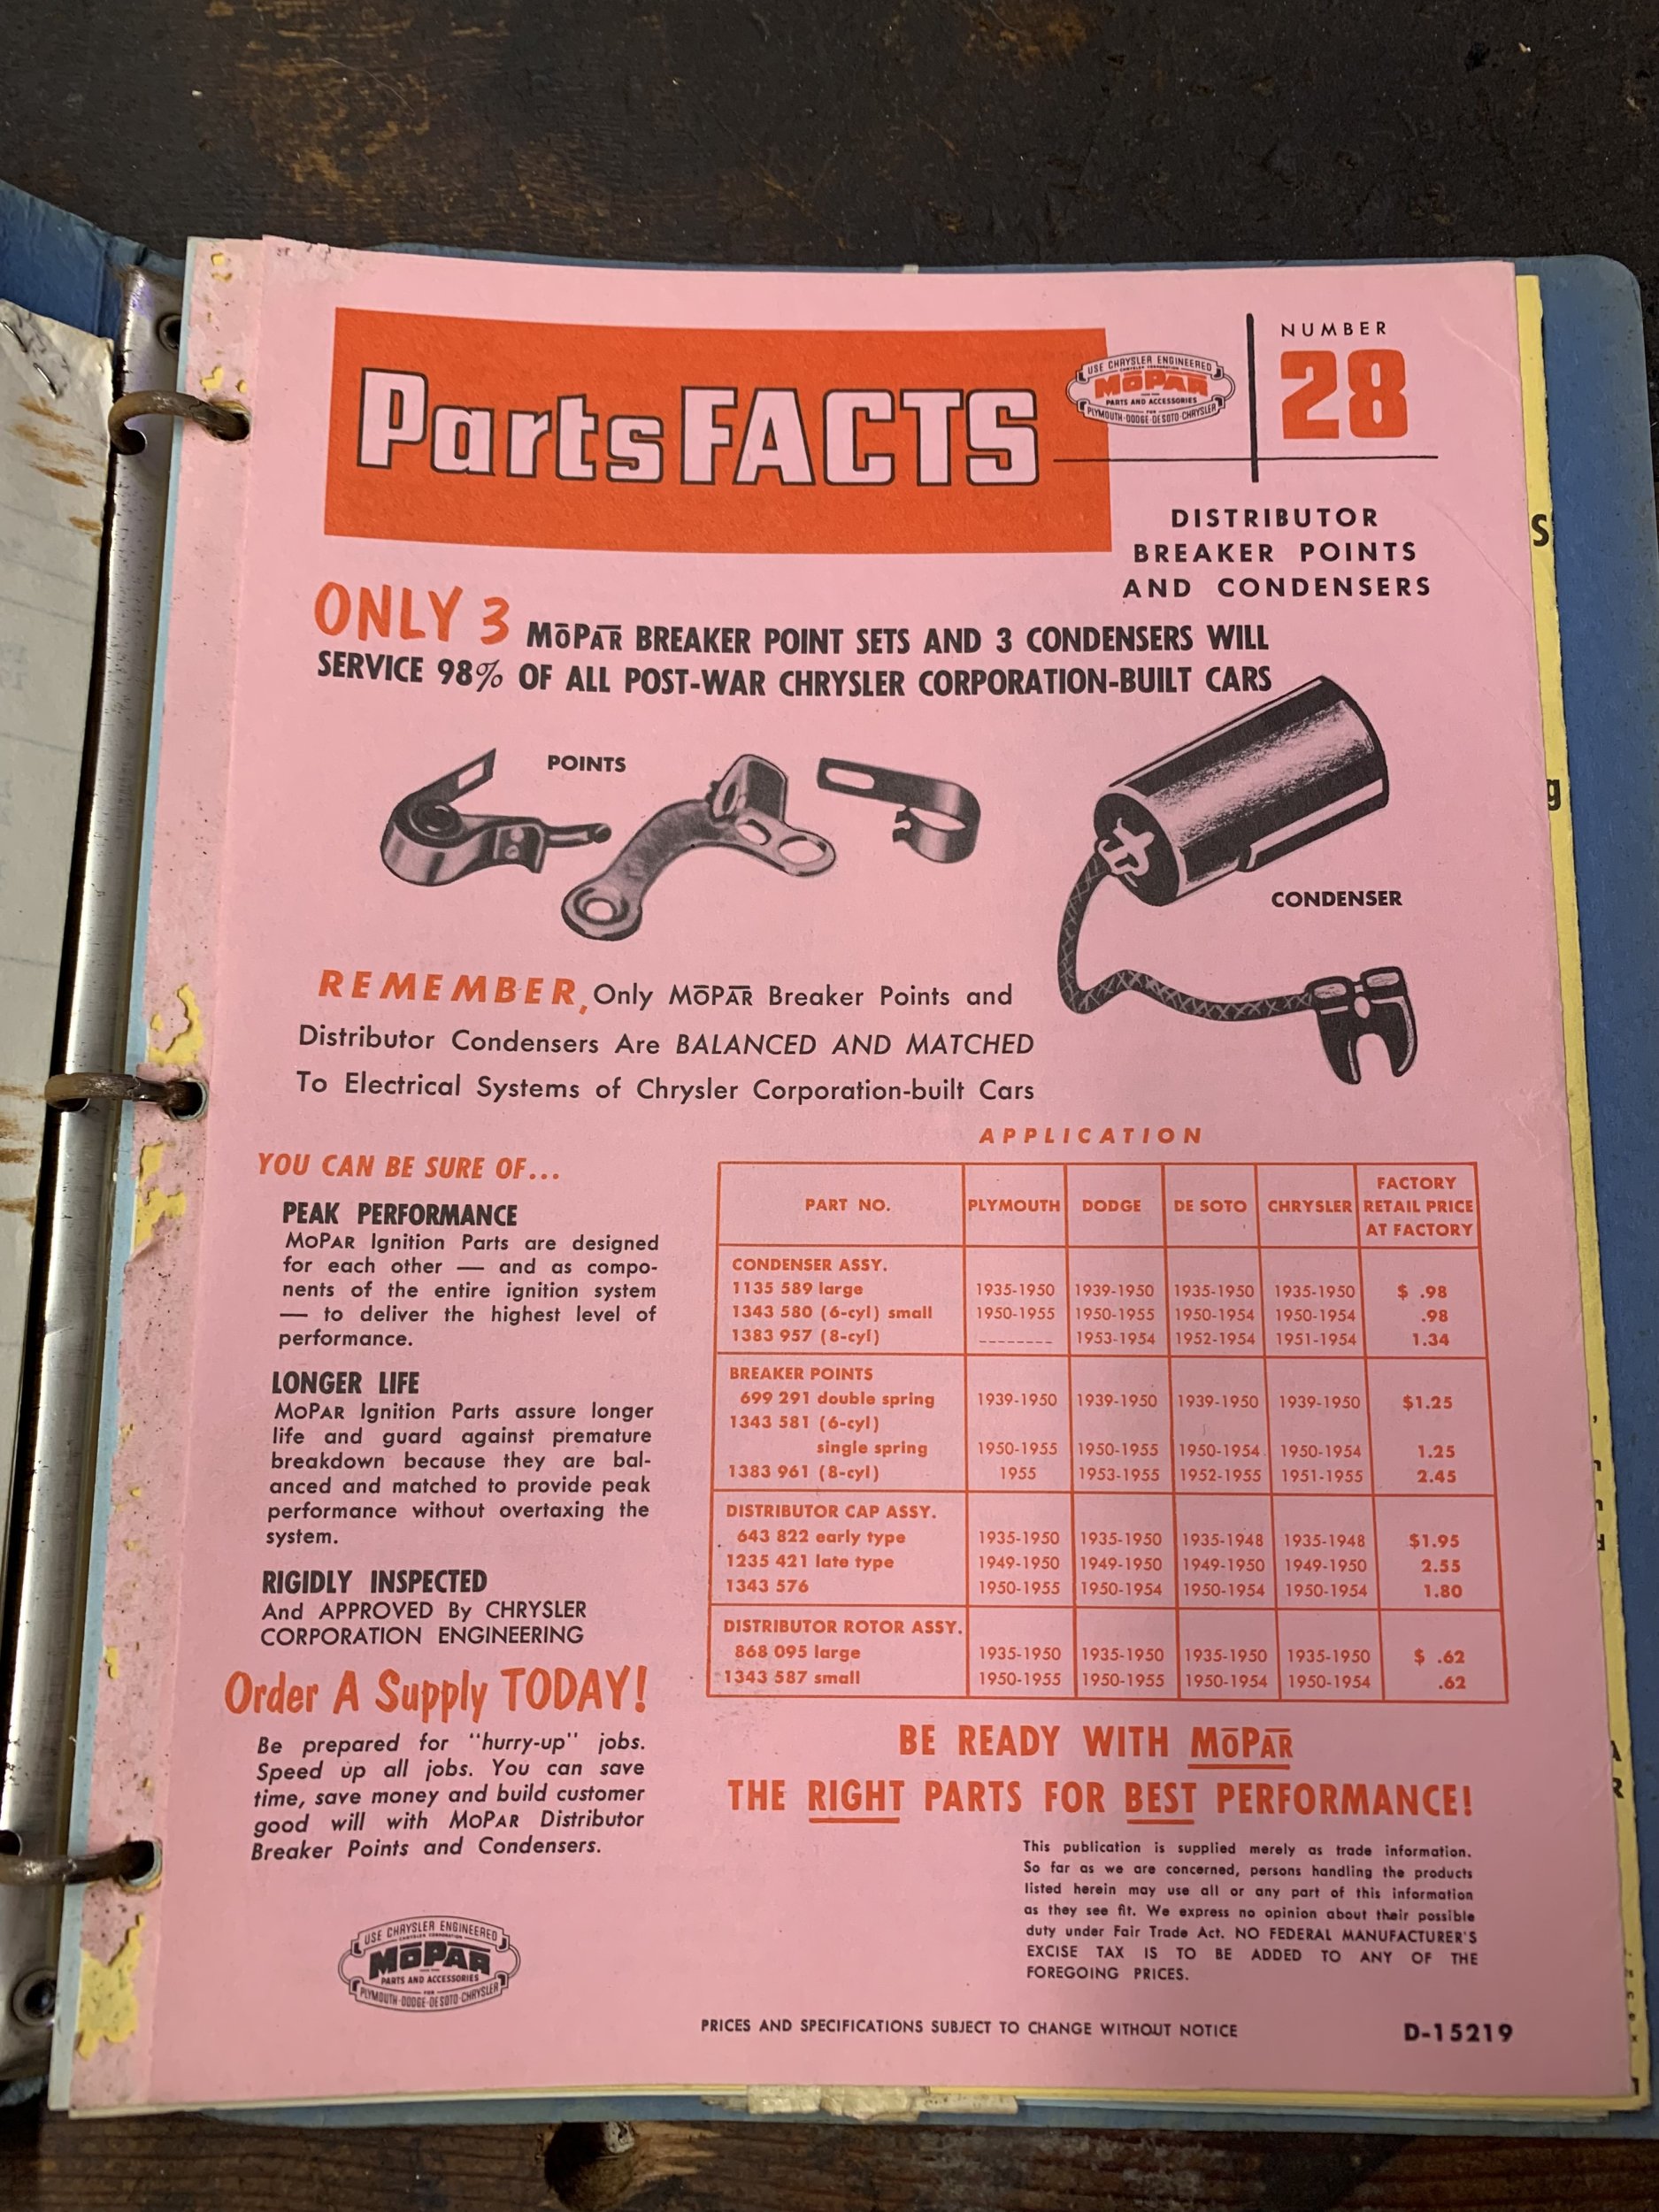 PartsFACTS
USE CHRYSLER ENGINEERED
CHRYSLER CORPORATION
MōPAR
PARTS AND ACCESSORIES
FOR
PLYMOUTH·DODGE·DE SOTO·CHRYSLER
NUMBER
28
DISTRIBUTOR
BREAKER POINTS
AND CONDENSERS
ONLY 3 MōPAR BREAKER POINT SETS AND 3 CONDENSERS WILL
SERVICE 98% OF ALL POST-WAR CHRYSLER CORPORATION-BUILT CARS
POINTS
CONDENSER
REMEMBER, Only MōPAR Breaker Points and
Distributor Condensers Are BALANCED AND MATCHED
To Electrical Systems of Chrysler Corporation-built Cars
YOU CAN BE SURE OF...
PEAK PERFORMANCE
MOPAR Ignition Parts are designed
for each other — and as compo-
nents of the entire ignition system
— to deliver the highest level of
performance.
LONGER LIFE
MOPAR Ignition Parts assure longer
life and guard against premature
breakdown because they are bal-
anced and matched to provide peak
performance without overtaxing the
system.
RIGIDLY INSPECTED
And APPROVED By CHRYSLER
CORPORATION ENGINEERING
Order A Supply TODAY!
Be prepared for "hurry-up" jobs.
Speed up all jobs. You can save
time, save money and build customer
good will with MOPAR Distributor
Breaker Points and Condensers.
USE CHRYSLER ENGINEERED
CHRYSLER CORPORATION
MōPAR
PARTS AND ACCESSORIES
FOR
PLYMOUTH·DODGE·DE SOTO·CHRYSLER
APPLICATION
PART NO. PLYMOUTH DODGE DE SOTO CHRYSLER FACTORY RETAIL PRICE AT FACTORY
CONDENSER ASSY.
1135 589 large 1935-1950 1939-1950 1935-1950 1935-1950 $ .98
1343 580 (6-cyl) small 1950-1955 1950-1955 1950-1954 1950-1954 .98
1383 957 (8-cyl) -------- 1953-1954 1952-1954 1951-1954 1.34
BREAKER POINTS
699 291 double spring 1939-1950 1939-1950 1939-1950 1939-1950 $1.25
1343 581 (6-cyl)
single spring 1950-1955 1950-1955 1950-1954 1950-1954 1.25
1383 961 (8-cyl) 1955 1953-1955 1952-1955 1951-1955 2.45
DISTRIBUTOR CAP ASSY.
643 822 early type 1935-1950 1935-1950 1935-1948 1935-1948 $1.95
1235 421 late type 1949-1950 1949-1950 1949-1950 1949-1950 2.55
1343 576 1950-1955 1950-1954 1950-1954 1950-1954 1.80
DISTRIBUTOR ROTOR ASSY.
868 095 large 1935-1950 1935-1950 1935-1950 1935-1950 $ .62
1343 587 small 1950-1955 1950-1955 1950-1954 1950-1954 .62
BE READY WITH MōPAR
THE RIGHT PARTS FOR BEST PERFORMANCE!
This publication is supplied merely as trade information.
So far as we are concerned, persons handling the products
listed herein may use all or any part of this information
as they see fit. We express no opinion about their possible
duty under Fair Trade Act. NO FEDERAL MANUFACTURER'S
EXCISE TAX IS TO BE ADDED TO ANY OF THE
FOREGOING PRICES.
PRICES AND SPECIFICATIONS SUBJECT TO CHANGE WITHOUT NOTICE
D-15219